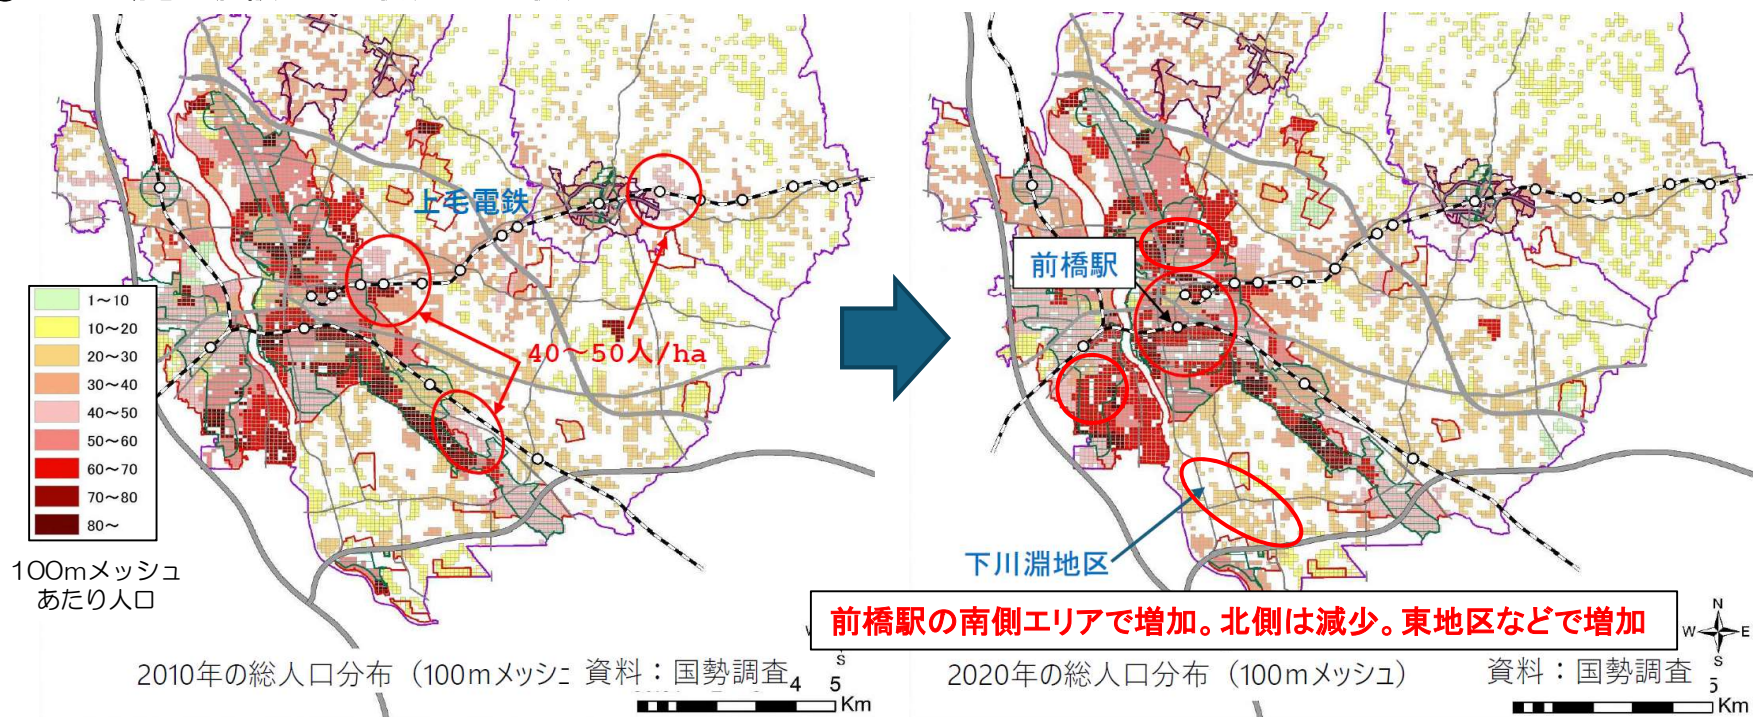 上毛電鉄
40～50人/ha
1～10
10～20
20～30
30～40
40～50
50～60
60～70
70～80
80～
100mメッシュ
あたり人口
2010年の総人口分布（100mメッシュ
資料：国勢調査
4 5
Km
前橋駅
下川淵地区
前橋駅の南側エリアで増加。北側は減少。東地区などで増加
N
W E
S
2020年の総人口分布（100mメッシュ）
資料：国勢調査
5
Km